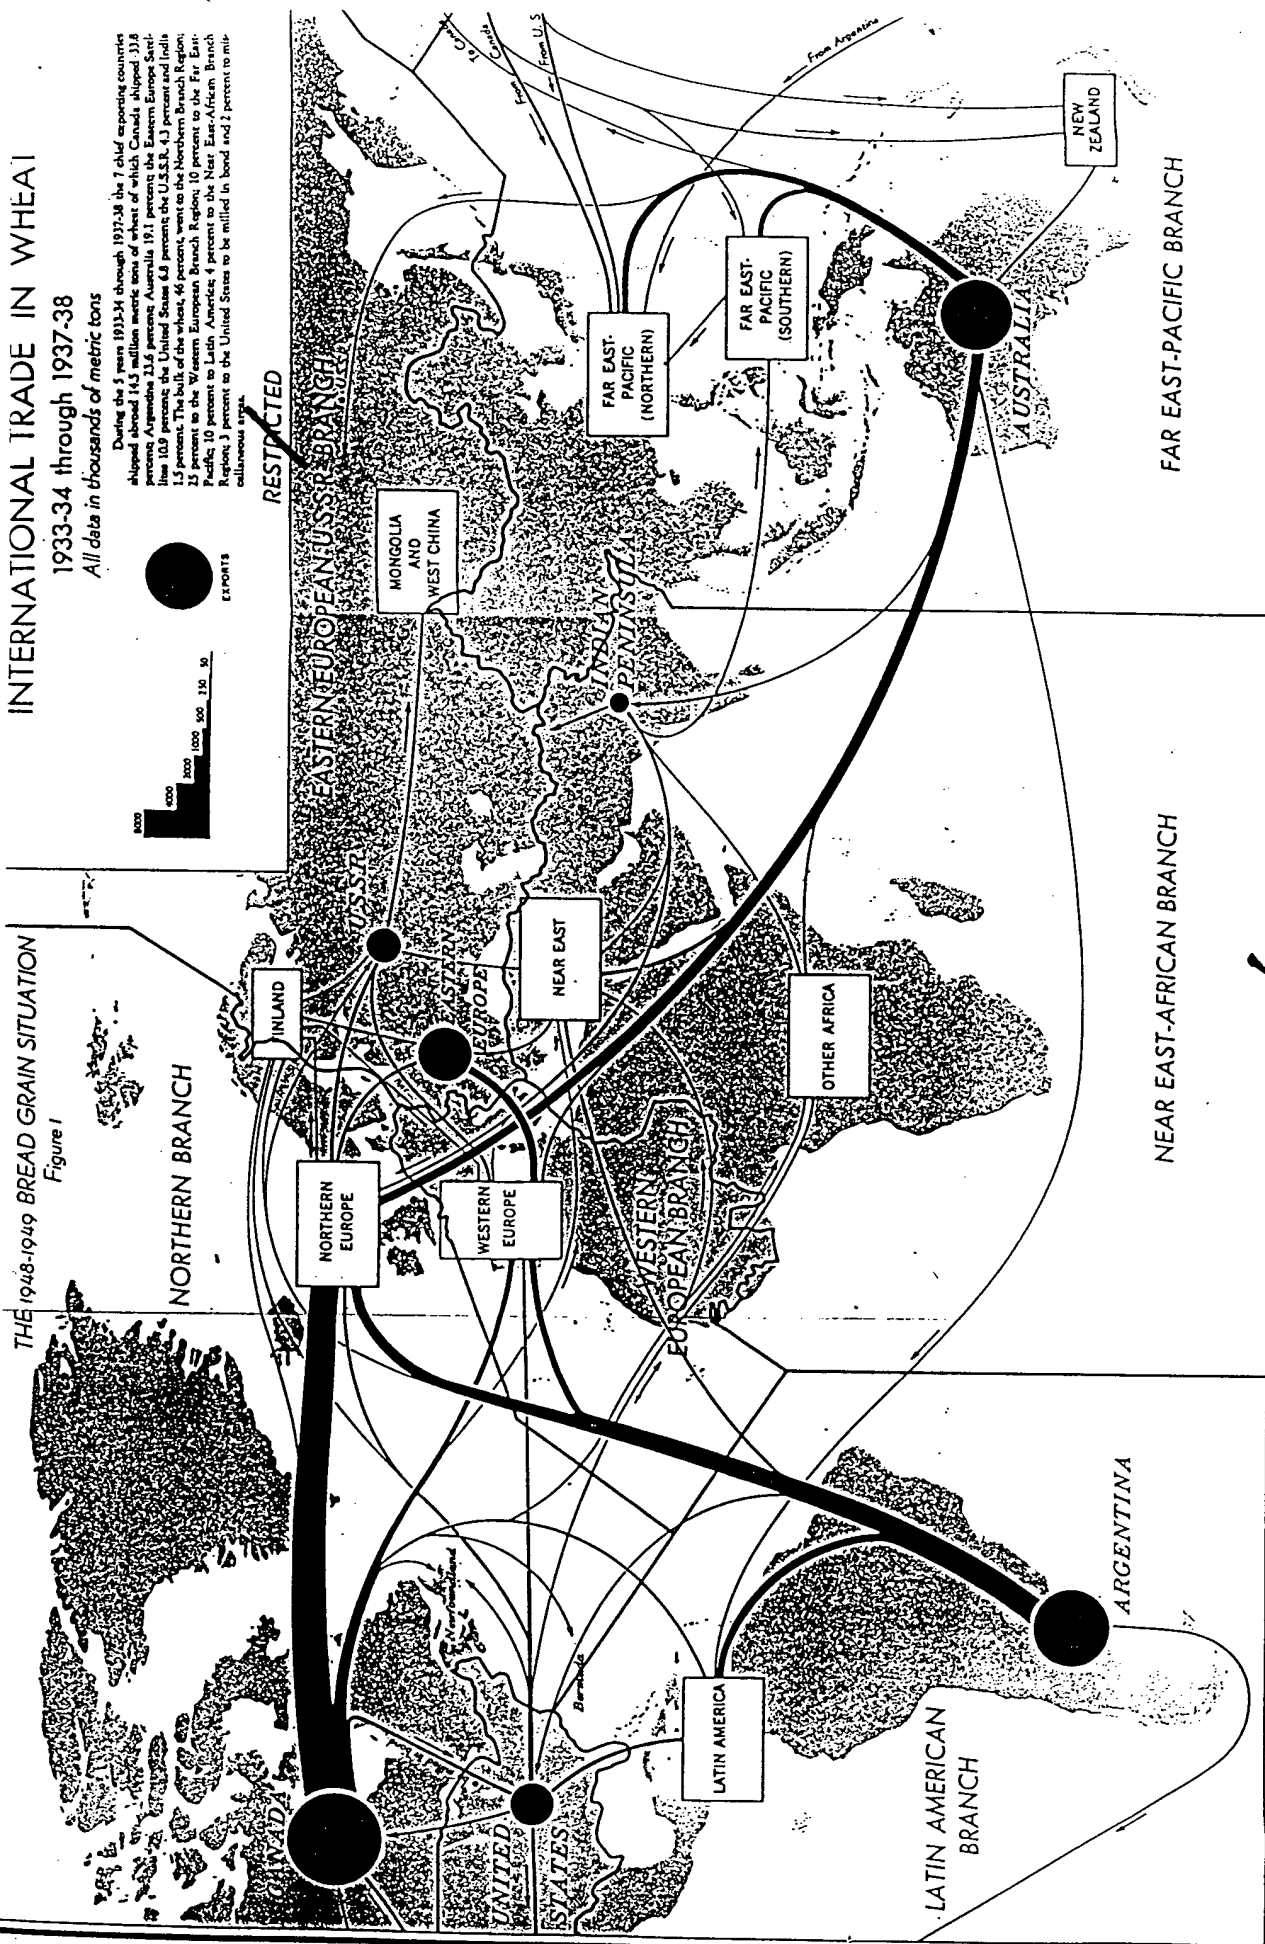 THE 1948-1949 BREAD GRAIN SITUATION
Figure 1
INTERNATIONAL TRADE IN WHEAT
1933-34 through 1937-38
All data in thousands of metric tons
During the 5 years 1933-34 through 1937-38 the 7 chief exporting countries
shipped abroad 14.5 million metric tons of wheat of which Canada shipped 33.8
percent; Argentina 23.6 percent; Australia 19.1 percent; the Eastern Europe Satel-
lites 10.9 percent; the United States 6.8 percent; the U.S.S.R. 4.3 percent and India
1.5 percent. The bulk of the wheat, 46 percent, went to the Northern Branch Region;
25 percent to the Western European Branch Region; 10 percent to the Far East-
Pacific; 10 percent to Latin America; 4 percent to the Near East-African Branch
Region; 3 percent to the United States to be milled in bond and 2 percent to mis-
cellaneous areas.
8000
4000
2000
1000
500
250
50
EXPORTS
RESTRICTED
NORTHERN BRANCH
EASTERN EUROPEAN USSR BRANCH
CANADA
INLAND
U.S.S.R.
NORTHERN
EUROPE
MONGOLIA
AND
WEST CHINA
EASTERN
EUROPE
WESTERN
EUROPE
NEAR EAST
To Canada
From Canada
From U. S.
From Argentina
UNITED
STATES
Newfoundland
Bermuda
INDIAN
PENINSULA
FAR EAST-
PACIFIC
(NORTHERN)
WESTERN
EUROPEAN BRANCH
LATIN AMERICA
FAR EAST-
PACIFIC
(SOUTHERN)
OTHER AFRICA
AUSTRALIA
NEW
ZEALAND
ARGENTINA
LATIN AMERICAN
BRANCH
NEAR EAST-AFRICAN BRANCH
FAR EAST-PACIFIC BRANCH